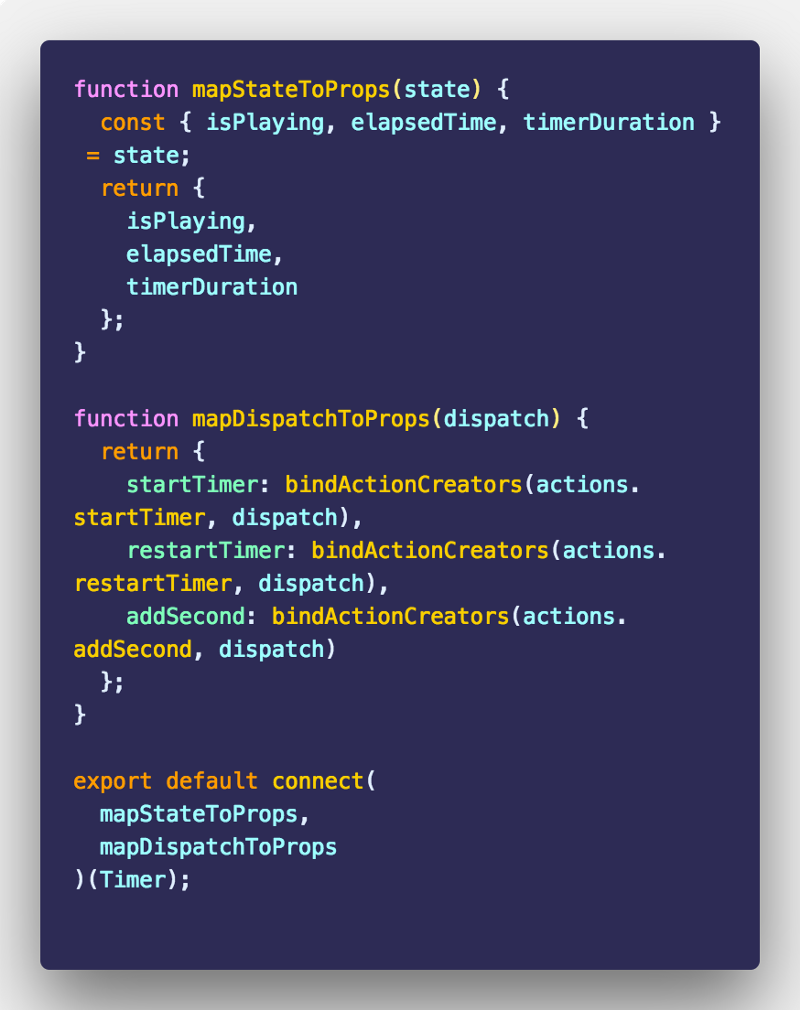 function mapStateToProps(state) {
  const { isPlaying, elapsedTime, timerDuration }
 = state;
  return {
    isPlaying,
    elapsedTime,
    timerDuration
  };
}

function mapDispatchToProps(dispatch) {
  return {
    startTimer: bindActionCreators(actions.
startTimer, dispatch),
    restartTimer: bindActionCreators(actions.
restartTimer, dispatch),
    addSecond: bindActionCreators(actions.
addSecond, dispatch)
  };
}

export default connect(
  mapStateToProps,
  mapDispatchToProps
)(Timer);